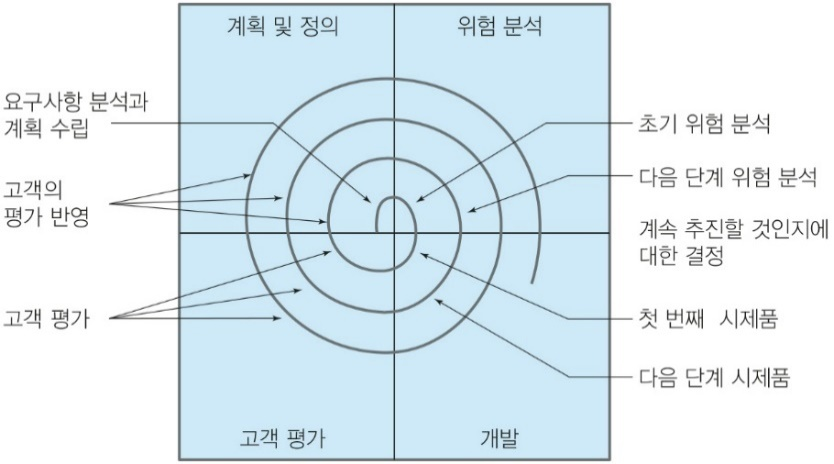 계획 및 정의
위험 분석
요구사항 분석과
계획 수립
고객의
평가 반영
고객 평가
초기 위험 분석
다음 단계 위험 분석
계속 추진할 것인지에
대한 결정
첫 번째 시제품
다음 단계 시제품
고객 평가
개발